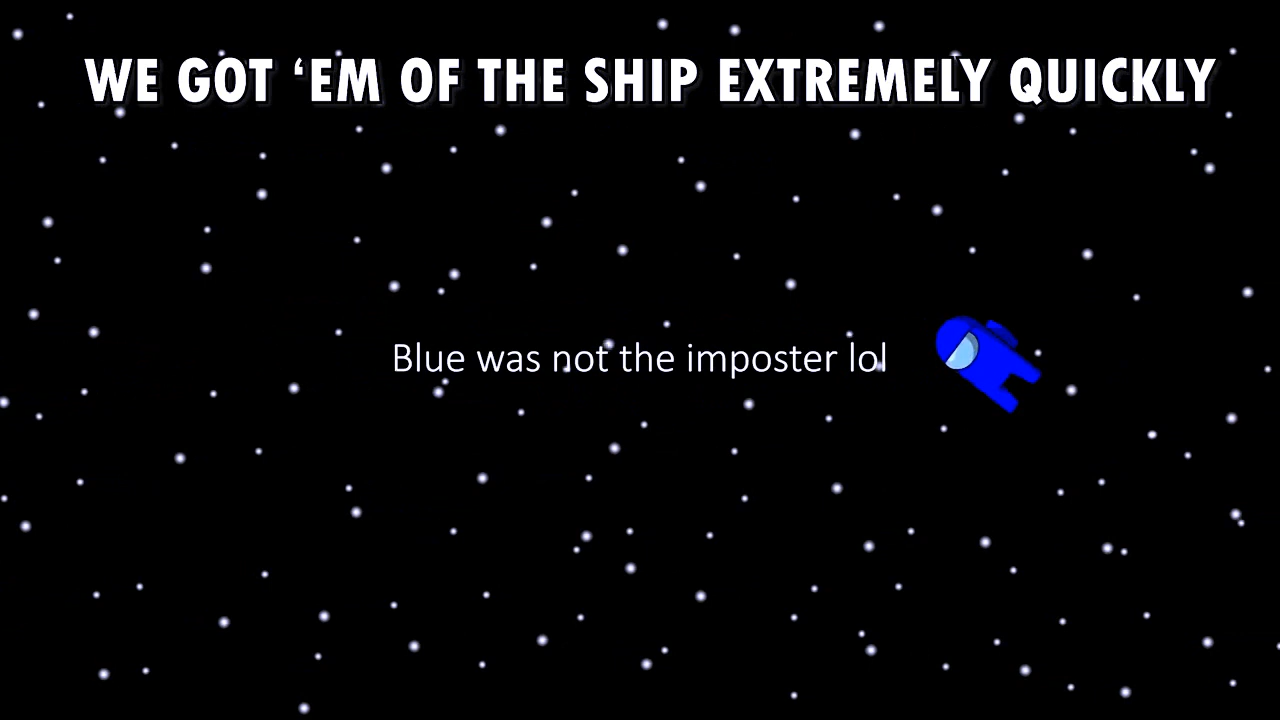 WE GOT ‘EM OF THE SHIP EXTREMELY QUICKLY
Blue was not the imposter lol